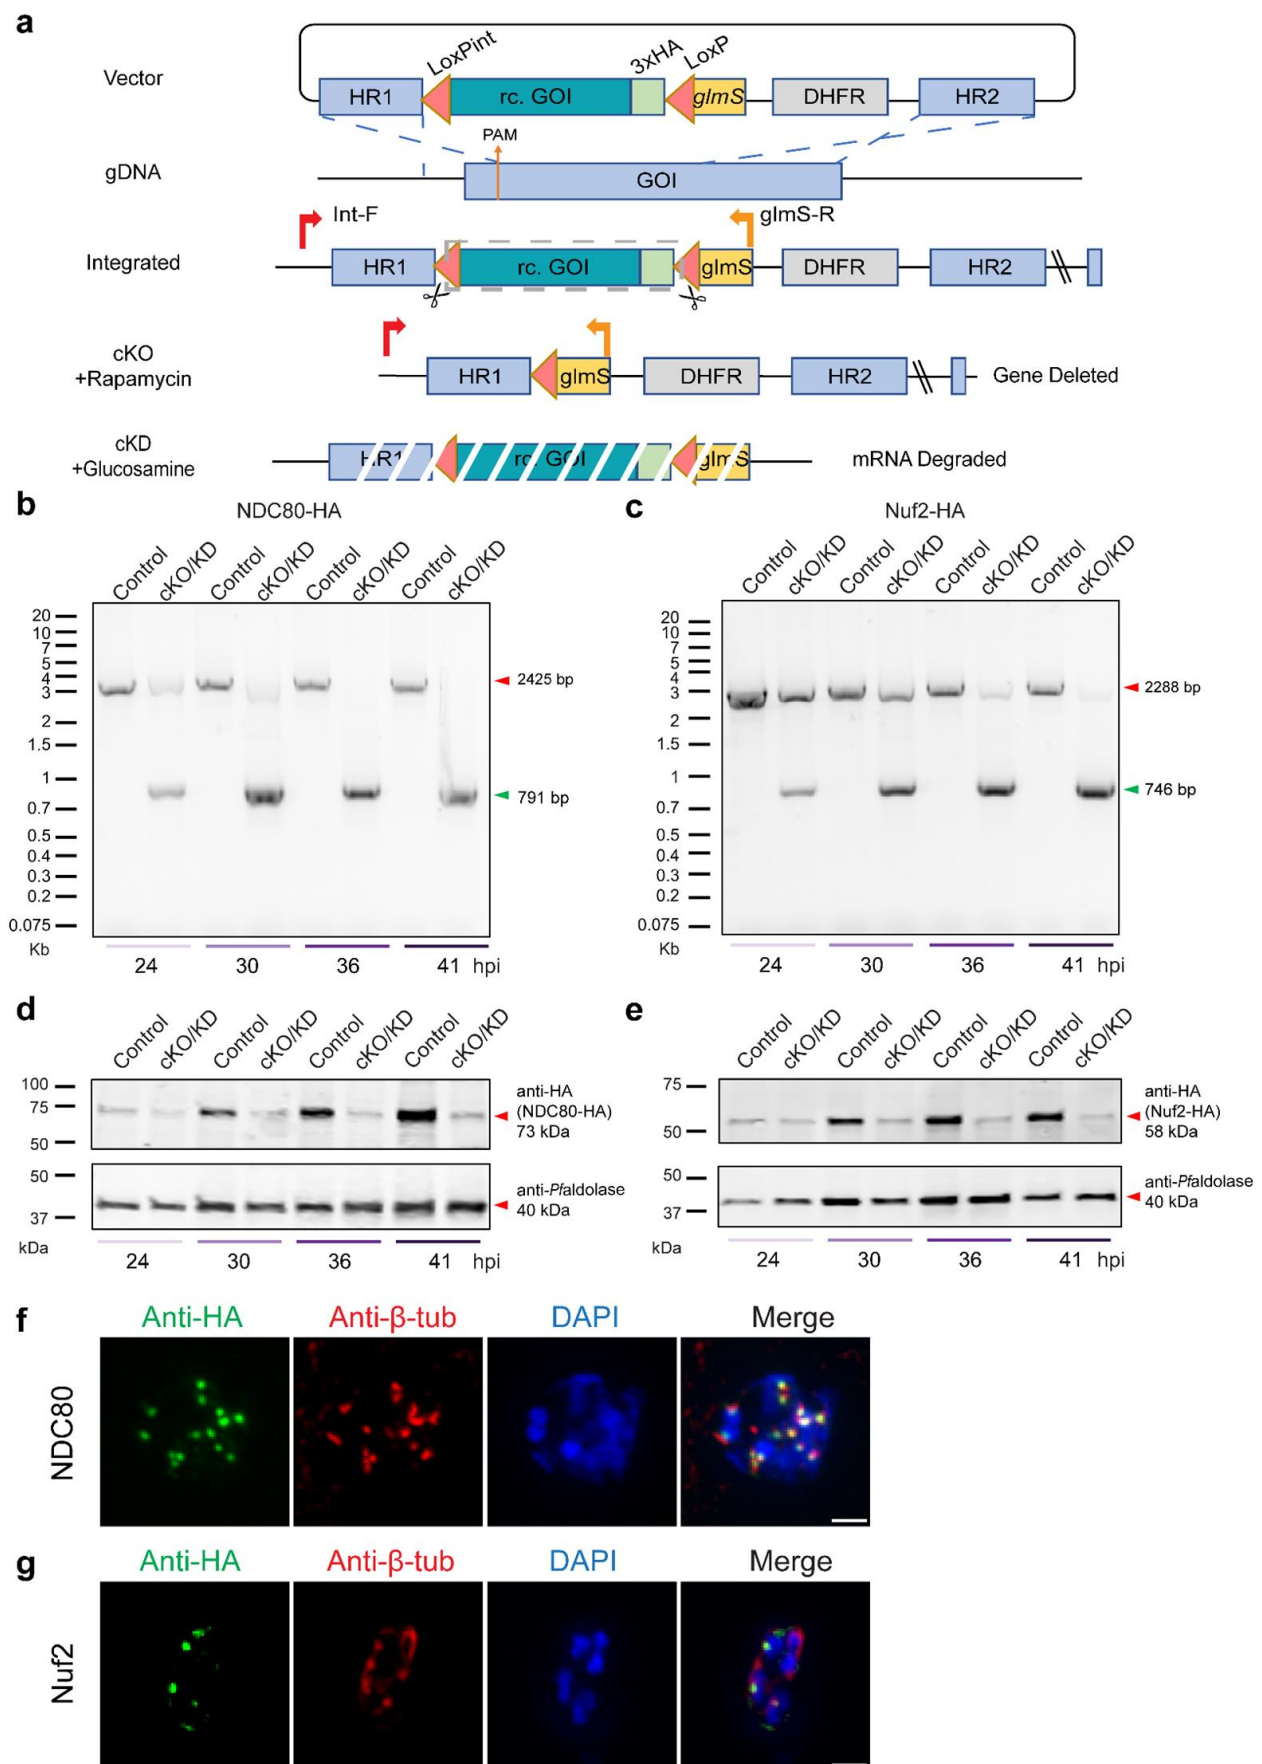 a
Vector
HR1
LoxPint
rc. GOI
3xHA
LoxP
glmS
DHFR
HR2
PAM
gDNA
GOI
Int-F
glmS-R
Integrated
HR1
rc. GOI
glmS
DHFR
HR2
cKO
+Rapamycin
HR1
glmS
DHFR
HR2
Gene Deleted
cKD
+Glucosamine
HR1
rc. GOI
glmS
mRNA Degraded
b
NDC80-HA
Control
cKO/KD
Control
cKO/KD
Control
cKO/KD
Control
cKO/KD
20
10
7
5
4
3
2
1.5
1
0.7
0.5
0.4
0.3
0.2
0.075
Kb
2425 bp
791 bp
24 30 36 41 hpi
c
Nuf2-HA
Control
cKO/KD
Control
cKO/KD
Control
cKO/KD
Control
cKO/KD
20
10
7
5
4
3
2
1.5
1
0.7
0.5
0.4
0.3
0.2
0.075
Kb
2288 bp
746 bp
24 30 36 41 hpi
d
Control
cKO/KD
Control
cKO/KD
Control
cKO/KD
Control
cKO/KD
100
75
50
anti-HA
(NDC80-HA)
73 kDa
50
37
anti-Pfaldolase
40 kDa
kDa
24 30 36 41 hpi
e
Control
cKO/KD
Control
cKO/KD
Control
cKO/KD
Control
cKO/KD
75
50
anti-HA
(Nuf2-HA)
58 kDa
50
37
anti-Pfaldolase
40 kDa
kDa
24 30 36 41 hpi
f
Anti-HA Anti-β-tub DAPI Merge
NDC80
g
Anti-HA Anti-β-tub DAPI Merge
Nuf2